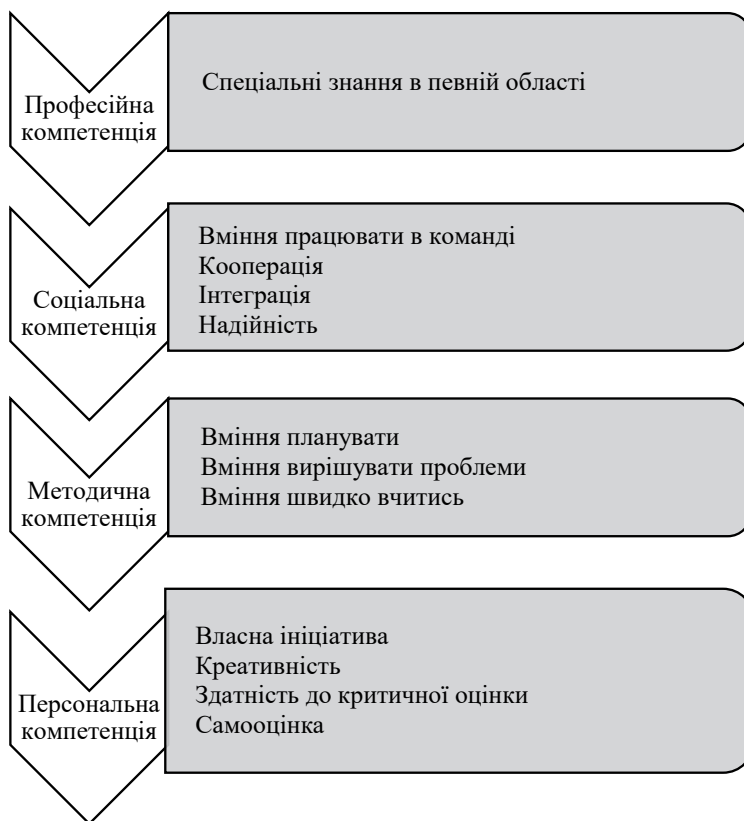 Професійна
компетенція
Спеціальні знання в певній області
Соціальна
компетенція
Вміння працювати в команді
Кооперація
Інтеграція
Надійність
Методична
компетенція
Вміння планувати
Вміння вирішувати проблеми
Вміння швидко вчитись
Персональна
компетенція
Власна ініціатива
Креативність
Здатність до критичної оцінки
Самооцінка